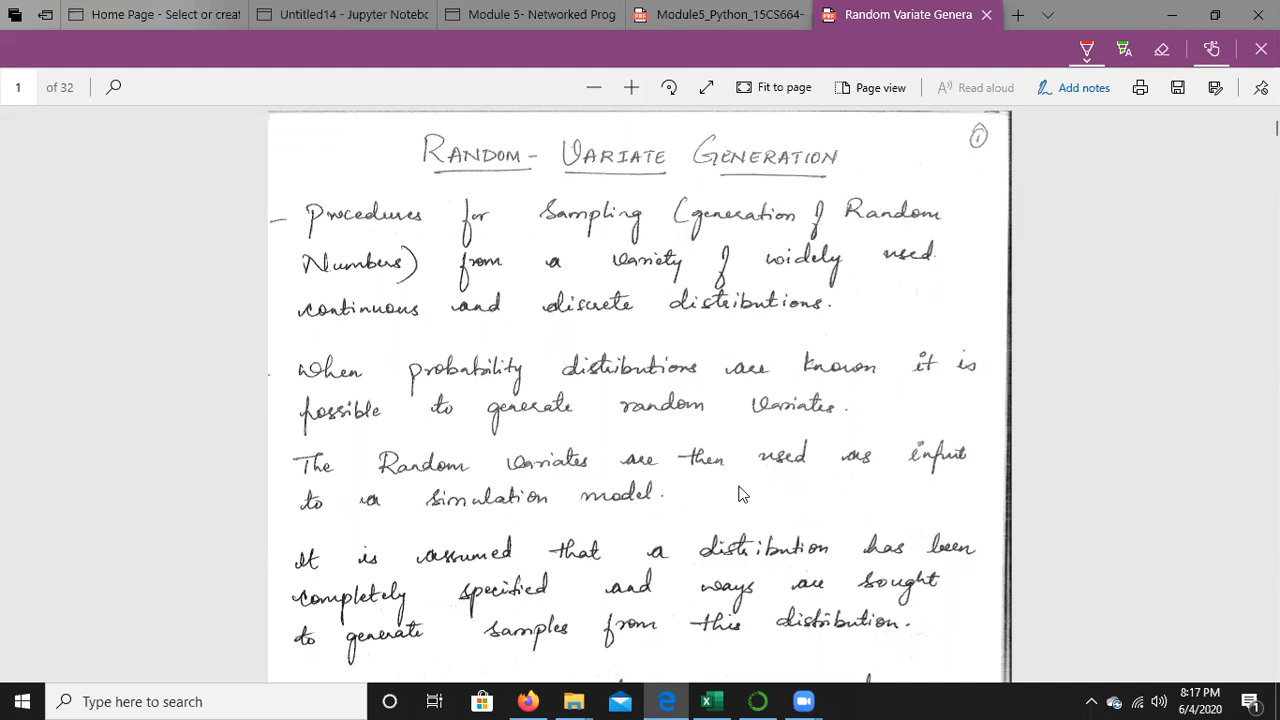 Home Page - Select or creat
Untitled14 - Jupyter Notebo
Module 5- Networked Prog
Module5_Python_15CS664-
Random Variate Genera
1 of 32
Fit to page
Page view
Read aloud
Add notes
RANDOM - VARIATE GENERATION
1
- Procedures for Sampling (generation of Random
Numbers) from a variety of widely used
continuous and discrete distributions.
When probability distributions are known it is
possible to generate random variates.
The Random variates are then used as input
to a simulation model.
It is assumed that a distribution has been
completely specified and ways are sought
to generate samples from this distribution.
Type here to search
8:17 PM
6/4/2020